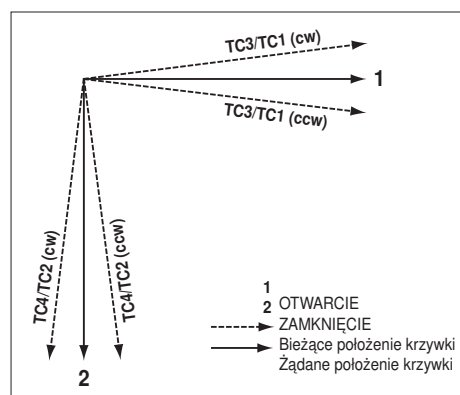 TC3/TC1 (cw)
1
TC3/TC1 (ccw)
TC4/TC2 (cw)
TC4/TC2 (ccw)
2
1
2 OTWARCIE
ZAMKNIĘCIE
Bieżące położenie krzywki
Żądane położenie krzywki